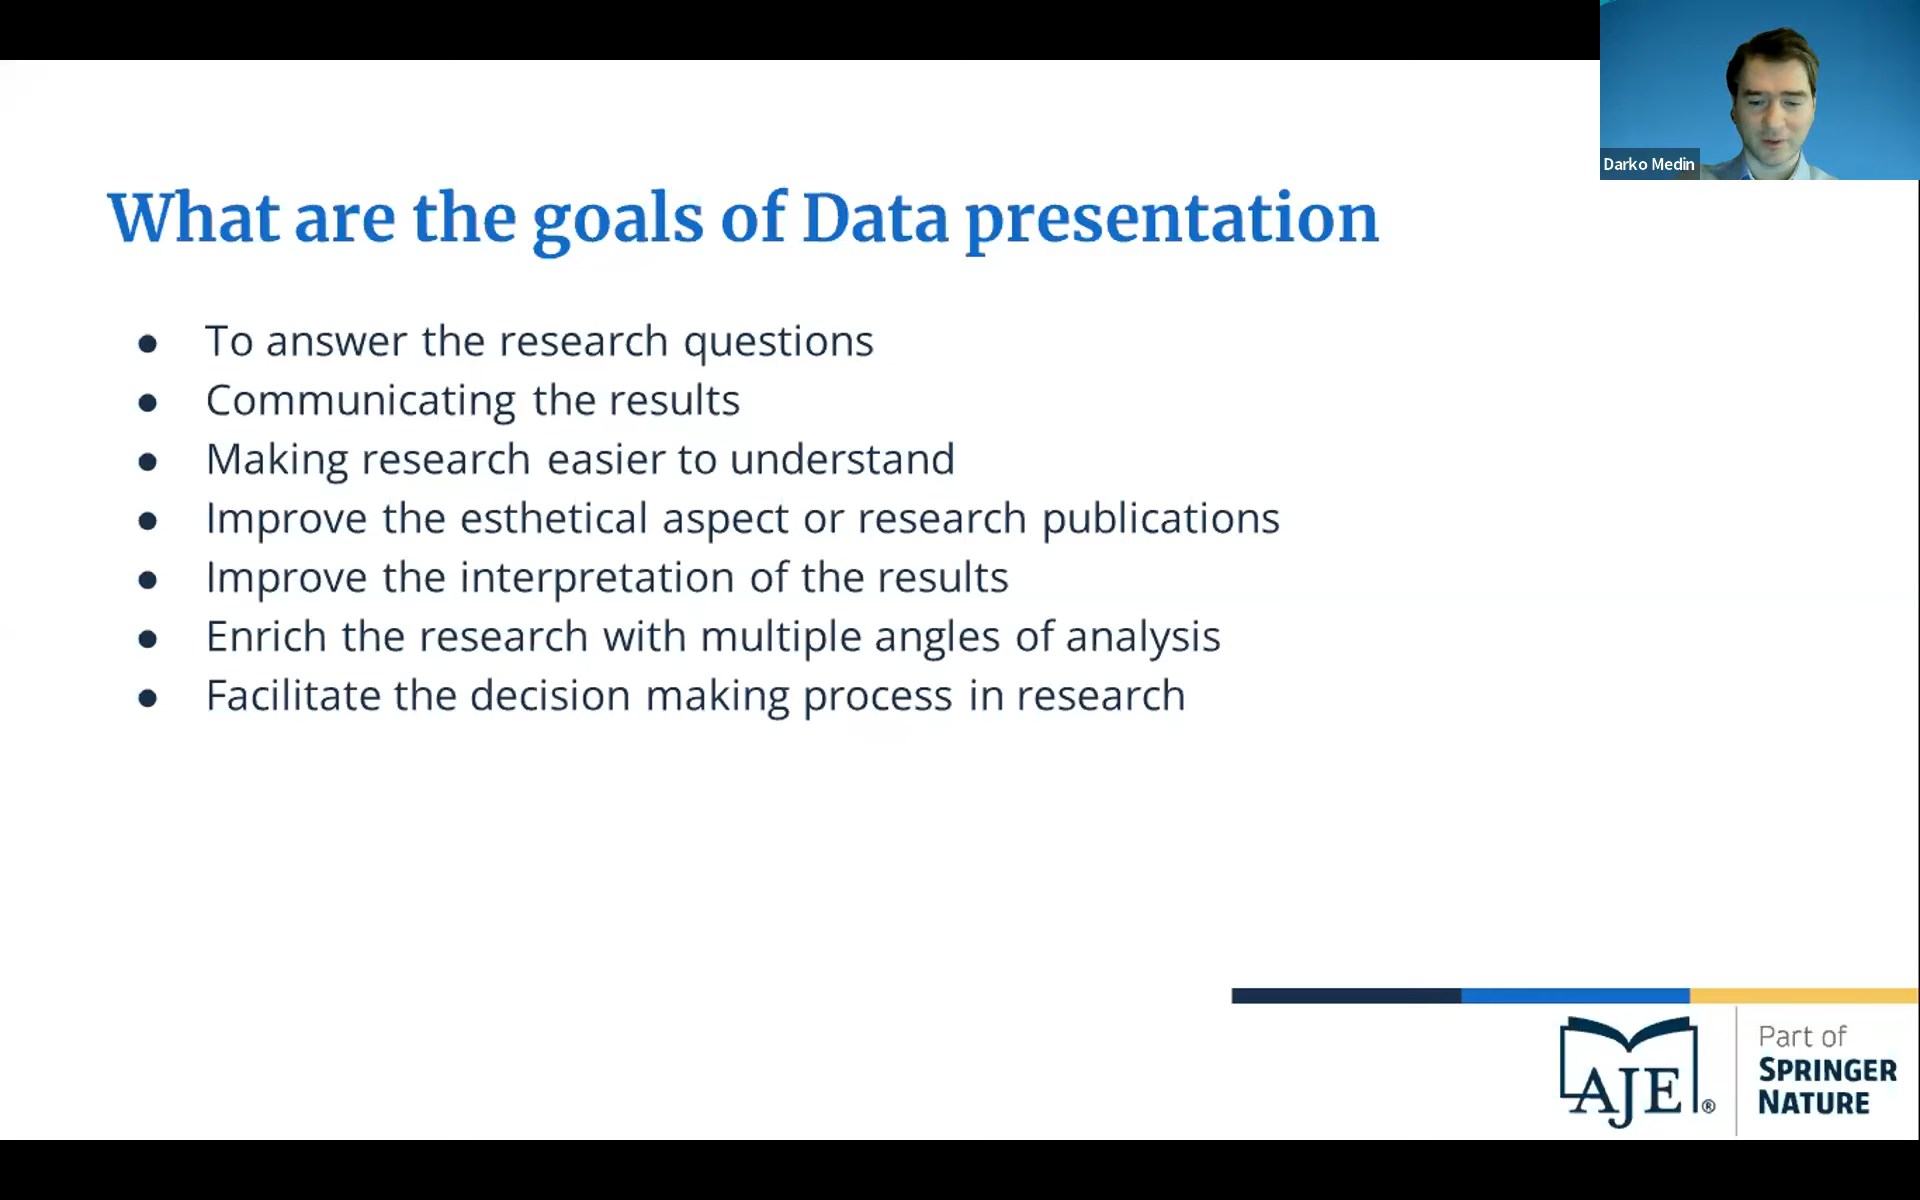 Darko Medin
What are the goals of Data presentation
● To answer the research questions
● Communicating the results
● Making research easier to understand
● Improve the esthetical aspect or research publications
● Improve the interpretation of the results
● Enrich the research with multiple angles of analysis
● Facilitate the decision making process in research
AJE®
Part of
SPRINGER
NATURE